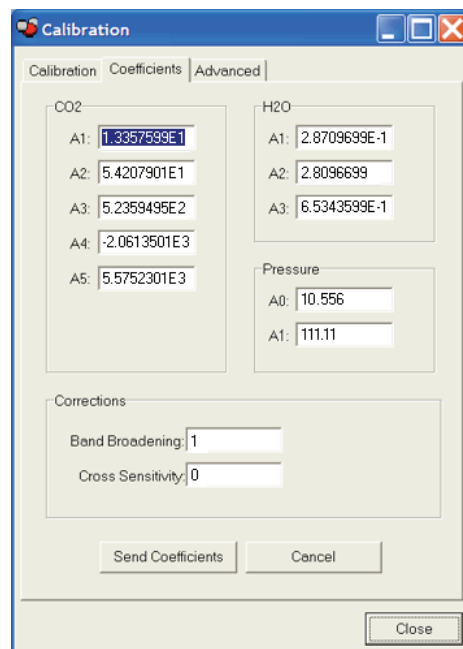 Calibration
Calibration Coefficients Advanced
CO2
A1: 1.3357599E1
A2: 5.4207901E1
A3: 5.2359495E2
A4: -2.0613501E3
A5: 5.5752301E3
H2O
A1: 2.8709699E-1
A2: 2.8096699
A3: 6.5343599E-1
Pressure
A0: 10.556
A1: 111.11
Corrections
Band Broadening: 1
Cross Sensitivity: 0
Send Coefficients Cancel
Close